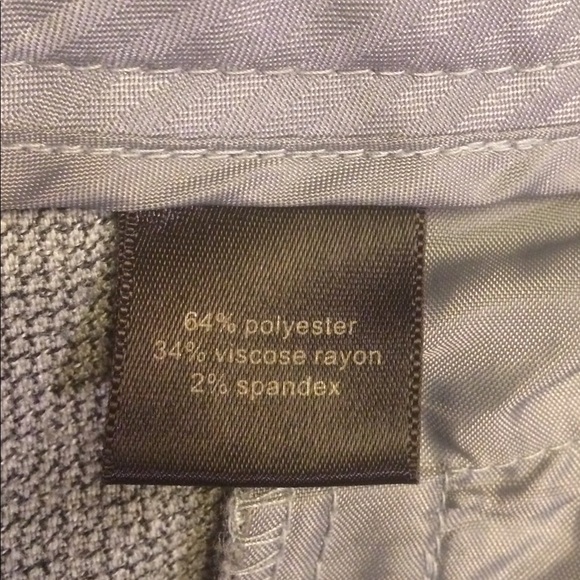 64% polyester
34% viscose rayon
2% spandex